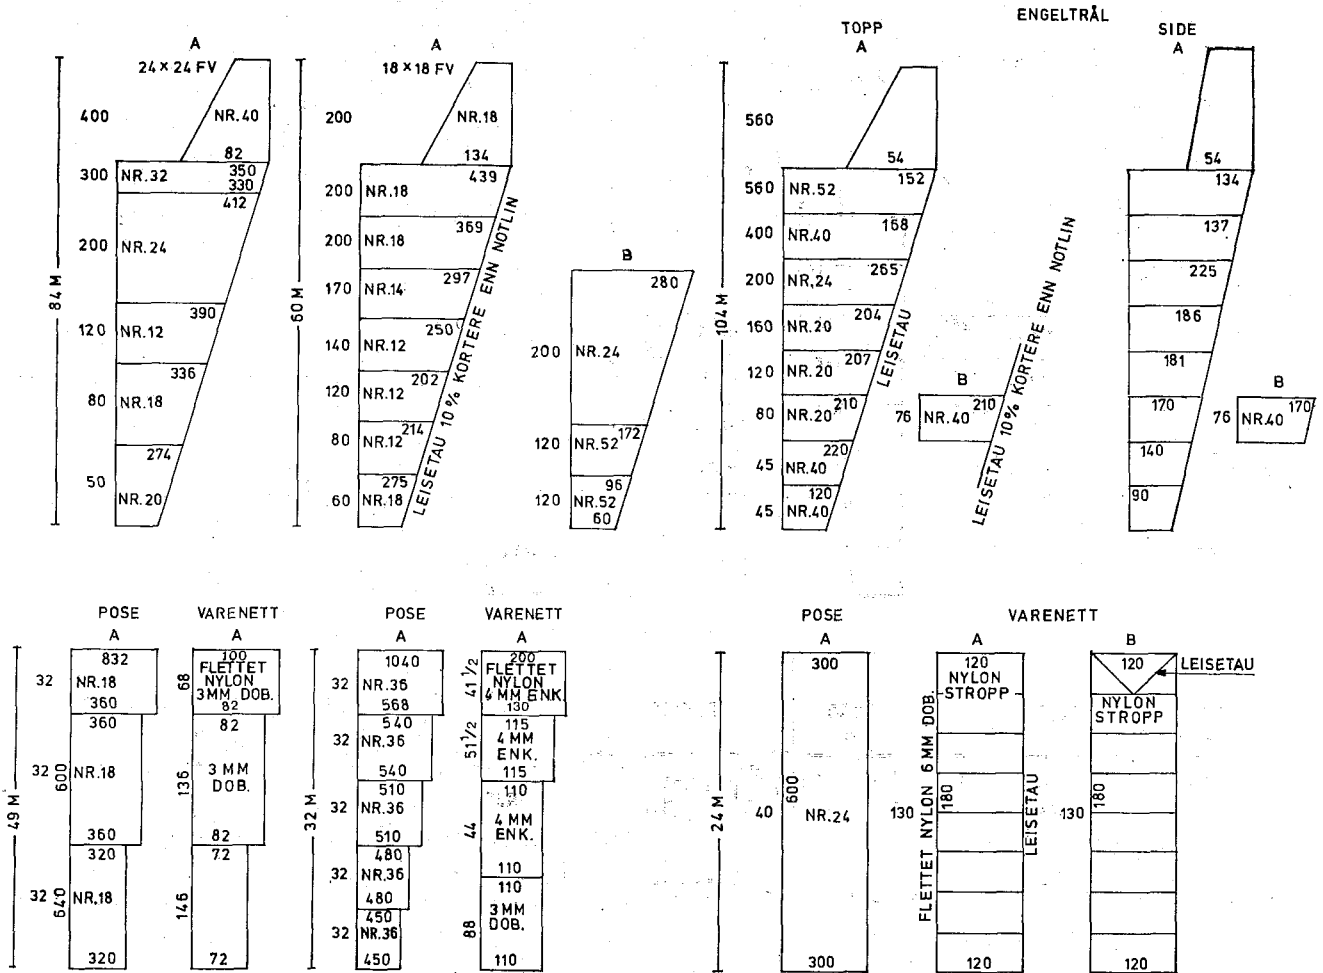 ENGELTRÅL
A
24×24 FV
84 M
400
NR.40
82
300
NR.32
350
330
412
200
NR.24
390
120
NR.12
336
80
NR.18
274
50
NR.20
A
18×18 FV
60 M
200
NR.18
134
439
200
NR.18
369
200
NR.18
297
170
NR.14
250
140
NR.12
202
120
NR.12
214
80
NR.12
275
60
NR.18
LEISETAU 10% KORTERE ENN NOTLIN
B
280
200
NR.24
172
120
NR.52
96
120
NR.52
60
TOPP
A
104 M
560
54
152
560
NR.52
168
400
NR.40
265
200
NR,24
204
160
NR.20
207
120
NR.20
210
80
NR.20
220
45
NR.40
120
45
NR.40
LEISETAU
B
76
NR.40
210
LEISETAU 10% KORTERE ENN NOTLIN
SIDE
A
54
134
137
225
186
181
170
140
90
B
76
NR.40
170
POSE
A
49 M
832
32
NR.18
360
360
32
600
NR.18
360
320
32
640
NR.18
320
VARENETT
A
100
68
FLETTET
NYLON
3MM DOB.
82
82
136
3 MM
DOB.
82
72
146
72
POSE
A
32 M
1040
32
NR.36
568
540
32
NR.36
540
510
32
NR.36
510
480
32
NR.36
480
450
32
NR.36
450
VARENETT
A
200
41 1/2
FLETTET
NYLON
4 MM ENK.
130
115
51 1/2
4 MM
ENK.
115
110
44
4 MM
ENK.
110
110
88
3 MM
DOB.
110
POSE
A
24 M
300
40
600
NR.24
300
VARENETT
A
120
NYLON
STROPP
130
FLETTET NYLON 6 MM DOB.
180
LEISETAU
120
B
120
LEISETAU
NYLON
STROPP
130
180
120